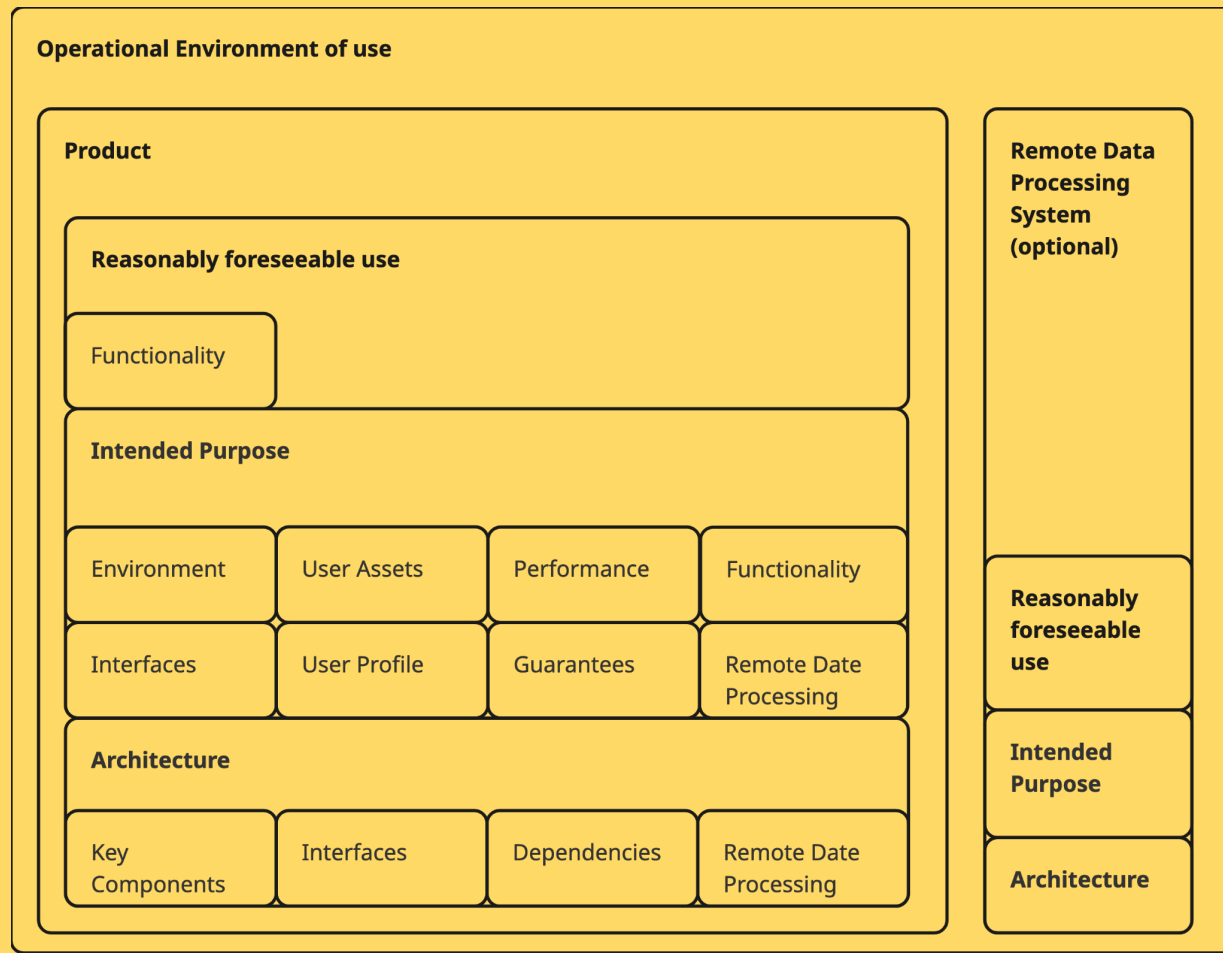 Operational Environment of use
Product
Reasonably foreseeable use
Functionality
Intended Purpose
Environment
User Assets
Performance
Functionality
Interfaces
User Profile
Guarantees
Remote Date
Processing
Architecture
Key
Components
Interfaces
Dependencies
Remote Date
Processing
Remote Data
Processing
System
(optional)
Reasonably
foreseeable
use
Intended
Purpose
Architecture